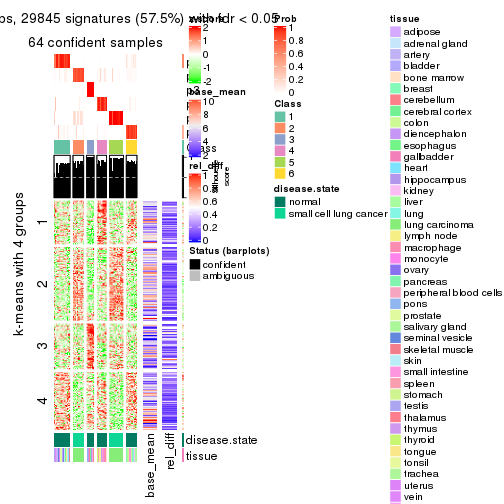 ps, 29845 signatures (57.5%) with fdr < 0.05
64 confident samples
1
2
3
4
k-means with 4 groups
base_mean
rel_diff
disease.state
tissue
2
1
0
-1
-2
base_mean
10
8
6
4
2
rel_diff
1
0.8
0.6
0.4
0.2
0
Status (barplots)
confident
ambiguous
Prob
1
0.8
0.6
0.4
0.2
0
Class
1
2
3
4
5
6
disease.state
normal
small cell lung cancer
tissue
adipose
adrenal gland
artery
bladder
bone marrow
breast
cerebellum
cerebral cortex
colon
diencephalon
esophagus
gallbadder
heart
hippocampus
kidney
liver
lung
lung carcinoma
lymph node
macrophage
monocyte
ovary
pancreas
peripheral blood cells
pons
prostate
salivary gland
seminal vesicle
skeletal muscle
skin
small intestine
spleen
stomach
testis
thalamus
thymus
thyroid
tongue
tonsil
trachea
uterus
vein